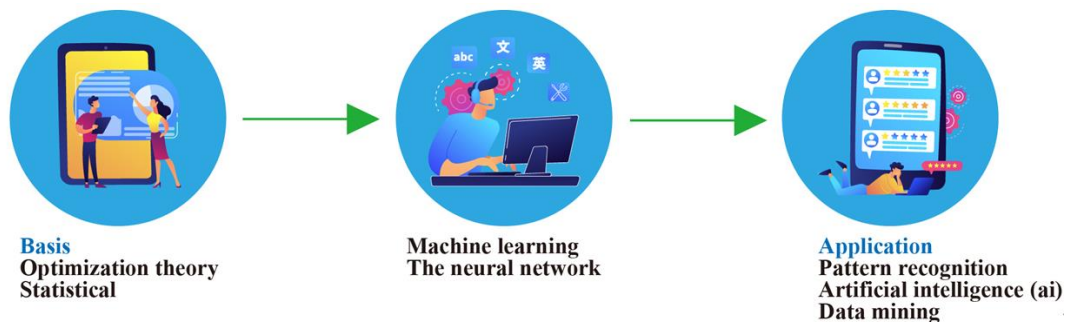 abc
文
英
Basis
Optimization theory
Statistical
Machine learning
The neural network
Application
Pattern recognition
Artificial intelligence (ai)
Data mining